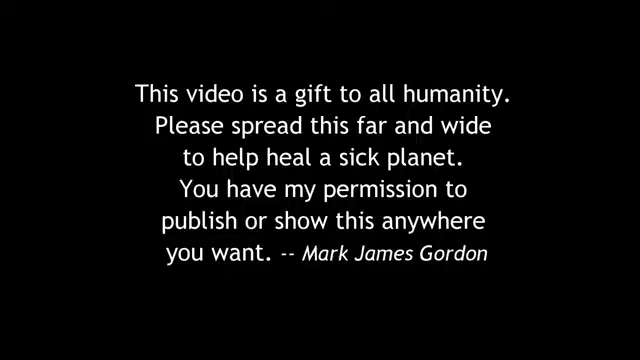 This video is a gift to all humanity.
Please spread this far and wide
to help heal a sick planet.
You have my permission to
publish or show this anywhere
you want. -- Mark James Gordon